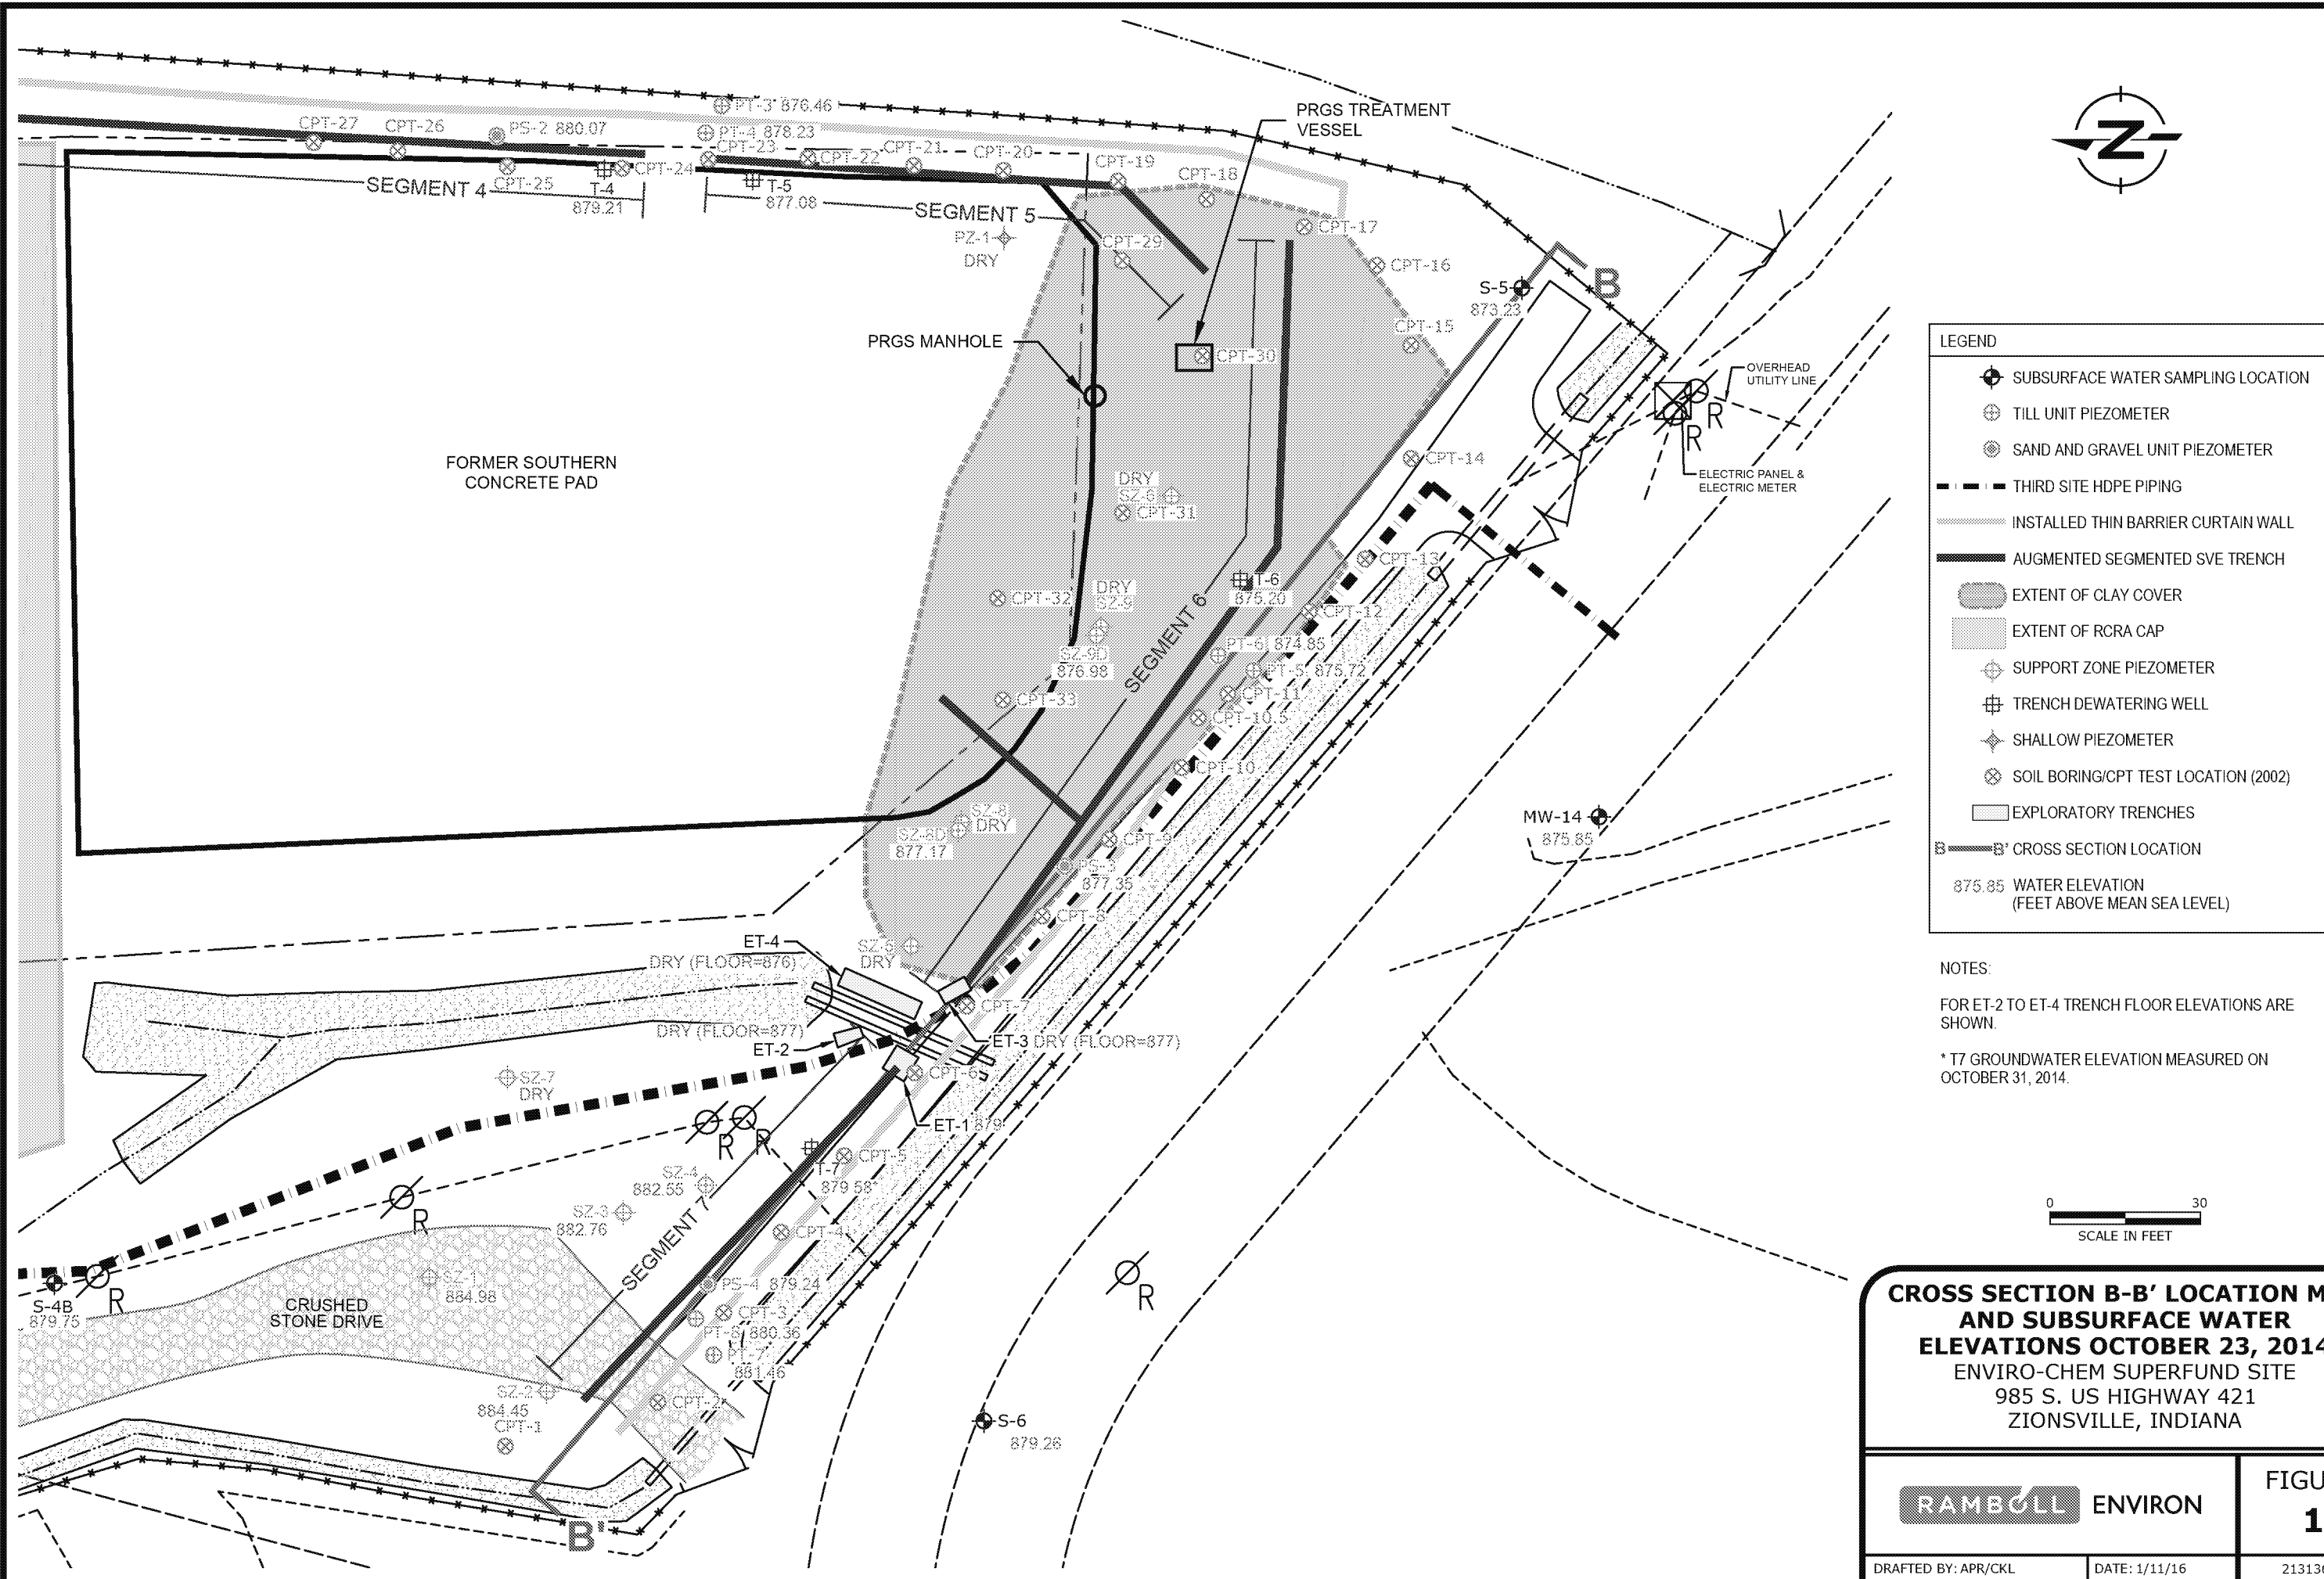 PT-3 876.46
PT-4 878.23
PRGS TREATMENT
VESSEL
CPT-27
CPT-26
PS-2 880.07
CPT-23
CPT-22
CPT-21
CPT-20
CPT-19
CPT-18
CPT-25
CPT-24
SEGMENT 4
T-4
879.21
T-5
877.08
SEGMENT 5
CPT-17
PZ-1
DRY
CPT-29
CPT-16
B
S-5
873.23
CPT-15
PRGS MANHOLE
CPT-30
OVERHEAD
UTILITY LINE
R
R
ELECTRIC PANEL &
ELECTRIC METER
FORMER SOUTHERN
CONCRETE PAD
CPT-14
DRY
SZ-6
CPT-31
CPT-13
T-6
875.20
CPT-12
CPT-32
DRY
SZ-9
SZ-9D
876.98
SEGMENT 6
PT-6 874.85
PT-5 875.72
CPT-11
CPT-10.5
CPT-33
CPT-10
SZ-8
DRY
SZ-8D
877.17
CPT-9
PS-3
877.35
MW-14
875.85
CPT-8
ET-4
DRY (FLOOR=876)
SZ-5
DRY
CPT-7
DRY (FLOOR=877)
ET-2
ET-3 DRY (FLOOR=877)
CPT-6
SZ-7
DRY
ET-1 879
R
R
CPT-5
T-7
879.58
SZ-4
882.55
SZ-3
882.76
R
SEGMENT 7
CPT-4
SZ-1
884.98
PS-4 879.24
CPT-3
PT-8 880.36
PT-7
881.46
S-4B
879.75
R
CRUSHED
STONE DRIVE
R
SZ-2
884.45
CPT-1
CPT-2
S-6
879.26
B'
Z
LEGEND
SUBSURFACE WATER SAMPLING LOCATION
TILL UNIT PIEZOMETER
SAND AND GRAVEL UNIT PIEZOMETER
THIRD SITE HDPE PIPING
INSTALLED THIN BARRIER CURTAIN WALL
AUGMENTED SEGMENTED SVE TRENCH
EXTENT OF CLAY COVER
EXTENT OF RCRA CAP
SUPPORT ZONE PIEZOMETER
TRENCH DEWATERING WELL
SHALLOW PIEZOMETER
SOIL BORING/CPT TEST LOCATION (2002)
EXPLORATORY TRENCHES
B B' CROSS SECTION LOCATION
875.85 WATER ELEVATION
(FEET ABOVE MEAN SEA LEVEL)
NOTES:
FOR ET-2 TO ET-4 TRENCH FLOOR ELEVATIONS ARE
SHOWN.
* T7 GROUNDWATER ELEVATION MEASURED ON
OCTOBER 31, 2014.
0 30
SCALE IN FEET
CROSS SECTION B-B' LOCATION M
AND SUBSURFACE WATER
ELEVATIONS OCTOBER 23, 2014
ENVIRO-CHEM SUPERFUND SITE
985 S. US HIGHWAY 421
ZIONSVILLE, INDIANA
RAMBOLL ENVIRON
FIGU
1
DRAFTED BY: APR/CKL
DATE: 1/11/16